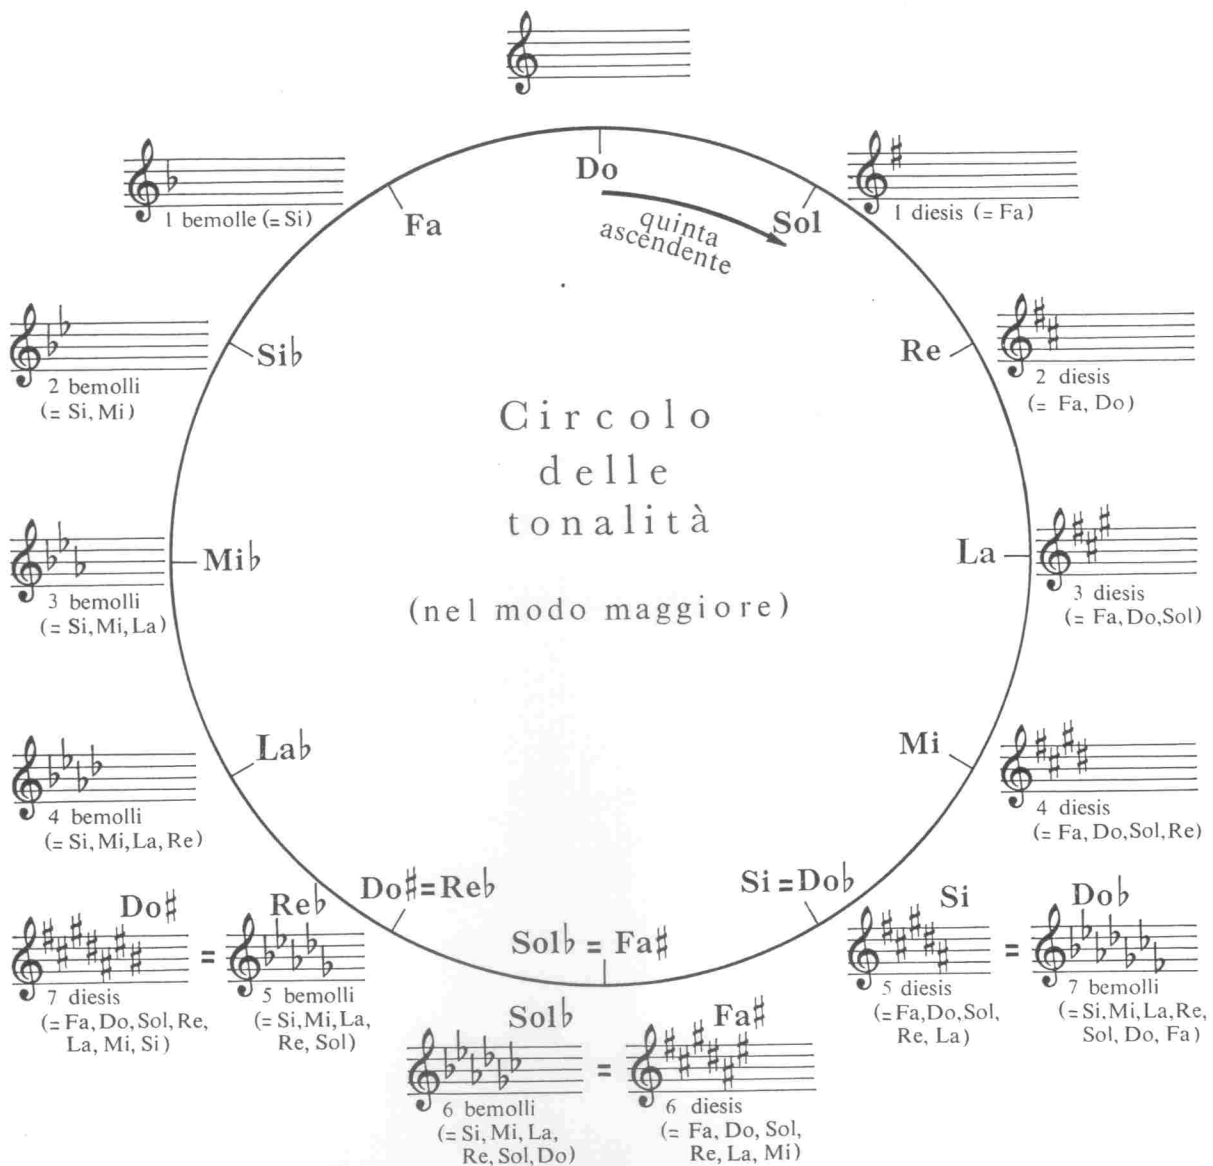 Do
quinta
ascendente
Fa
Sol
1 bemolle (= Si)
1 diesis (= Fa)
Si♭
Re
2 bemolli
(= Si, Mi)
2 diesis
(= Fa, Do)
Circolo
delle
tonalità
(nel modo maggiore)
Mi♭
La
3 bemolli
(= Si, Mi, La)
3 diesis
(= Fa, Do, Sol)
La♭
Mi
4 bemolli
(= Si, Mi, La, Re)
4 diesis
(= Fa, Do, Sol, Re)
Do♯=Re♭
Si=Do♭
Sol♭ = Fa♯
Do♯
=
Re♭
7 diesis
(= Fa, Do, Sol, Re,
La, Mi, Si)
5 bemolli
(= Si, Mi, La,
Re, Sol)
Sol♭
=
Fa♯
6 bemolli
(= Si, Mi, La,
Re, Sol, Do)
6 diesis
(= Fa, Do, Sol,
Re, La, Mi)
Si
=
Do♭
5 diesis
(= Fa, Do, Sol,
Re, La)
7 bemolli
(= Si, Mi, La, Re,
Sol, Do, Fa)